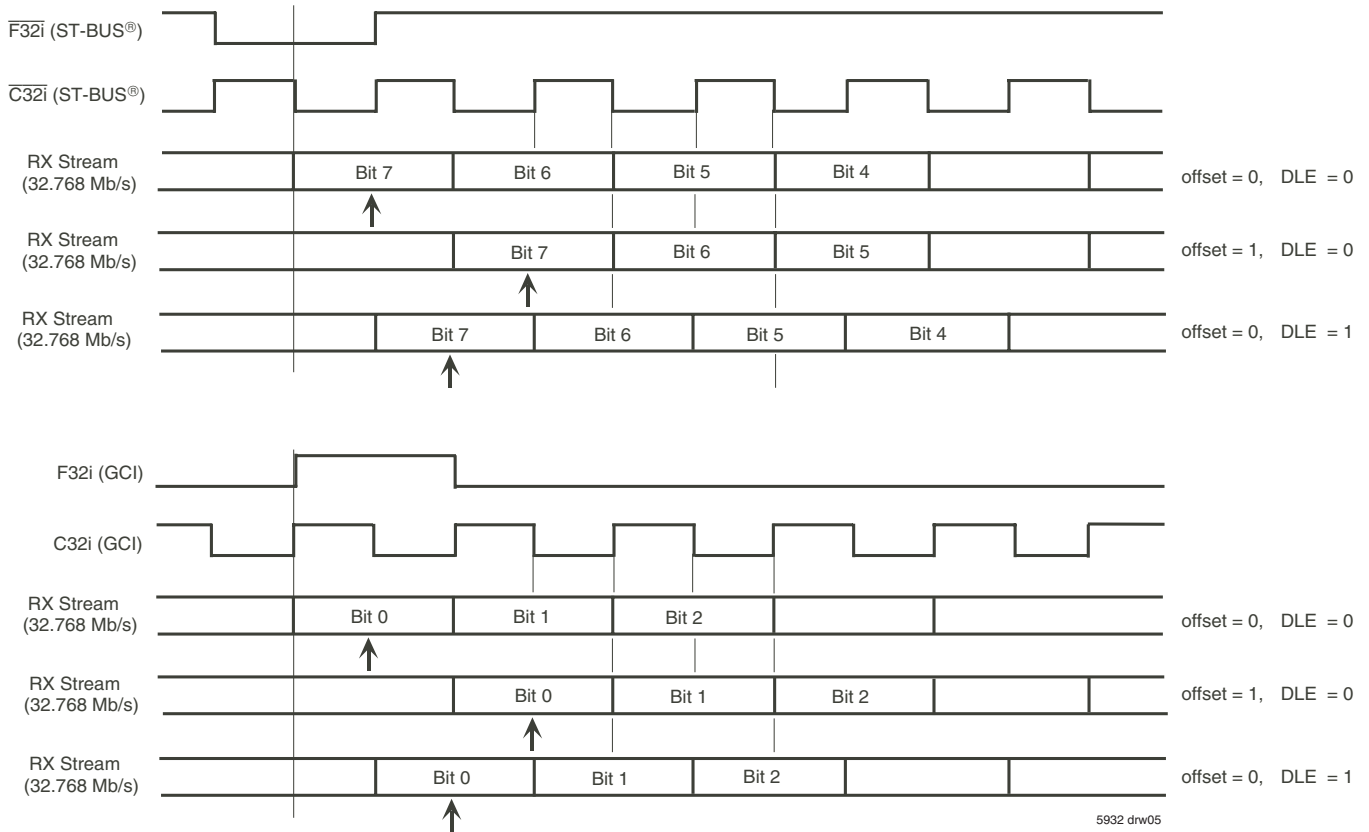 F32i (ST-BUS®)
C32i (ST-BUS®)
RX Stream
(32.768 Mb/s)
Bit 7
Bit 6
Bit 5
Bit 4
offset = 0, DLE = 0
RX Stream
(32.768 Mb/s)
Bit 7
Bit 6
Bit 5
offset = 1, DLE = 0
RX Stream
(32.768 Mb/s)
Bit 7
Bit 6
Bit 5
Bit 4
offset = 0, DLE = 1
F32i (GCI)
C32i (GCI)
RX Stream
(32.768 Mb/s)
Bit 0
Bit 1
Bit 2
offset = 0, DLE = 0
RX Stream
(32.768 Mb/s)
Bit 0
Bit 1
Bit 2
offset = 1, DLE = 0
RX Stream
(32.768 Mb/s)
Bit 0
Bit 1
Bit 2
offset = 0, DLE = 1
5932 drw05